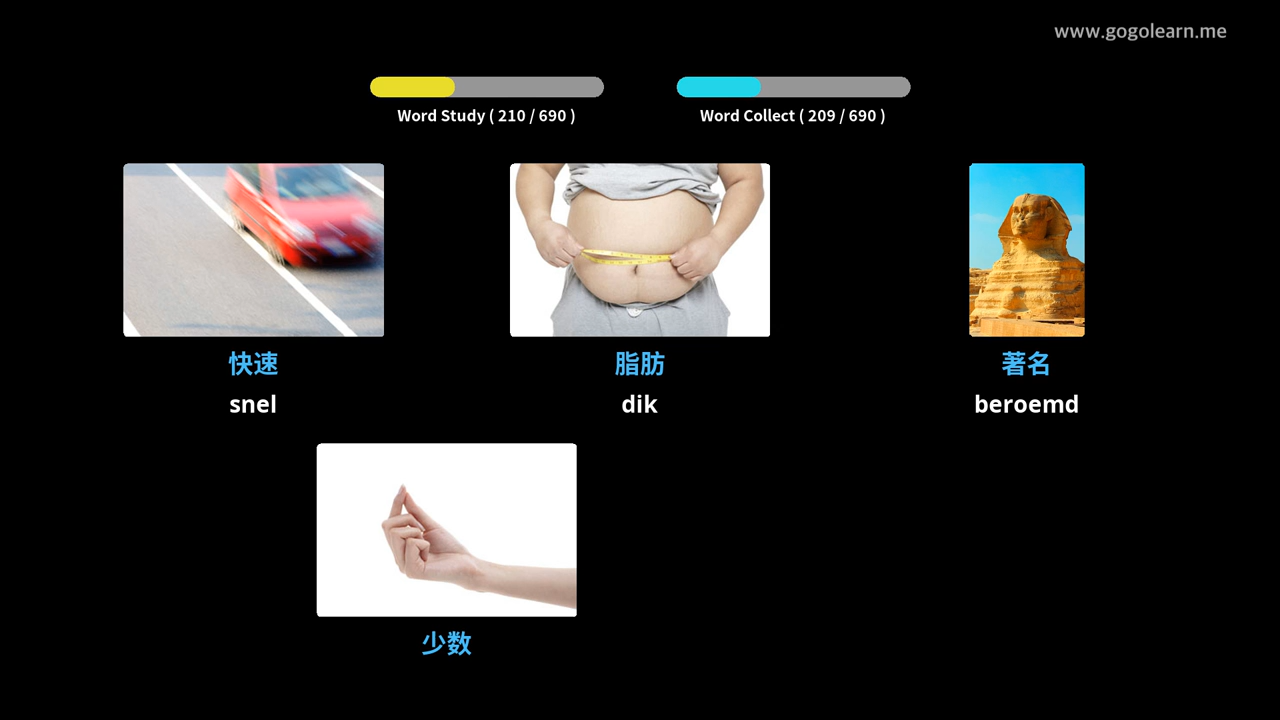 www.gogolearn.me
Word Study ( 210 / 690 )
Word Collect ( 209 / 690 )
快速
脂肪
著名
snel
dik
beroemd
少数